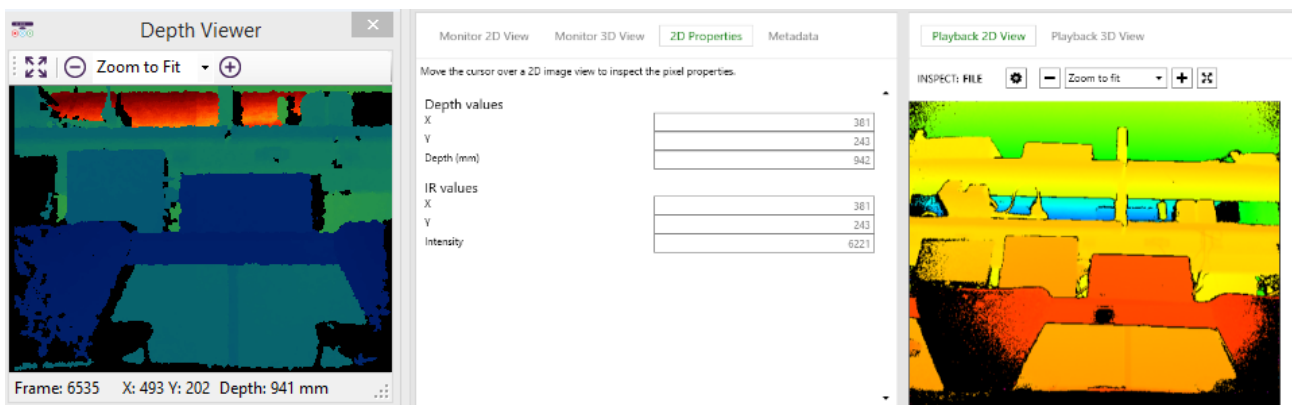 Depth Viewer
Zoom to Fit
Frame: 6535 X: 493 Y: 202 Depth: 941 mm
Monitor 2D View Monitor 3D View 2D Properties Metadata
Move the cursor over a 2D image view to inspect the pixel properties.
Depth values
X 381
Y 243
Depth (mm) 942
IR values
X 381
Y 243
Intensity 6221
Playback 2D View Playback 3D View
INSPECT: FILE Zoom to fit